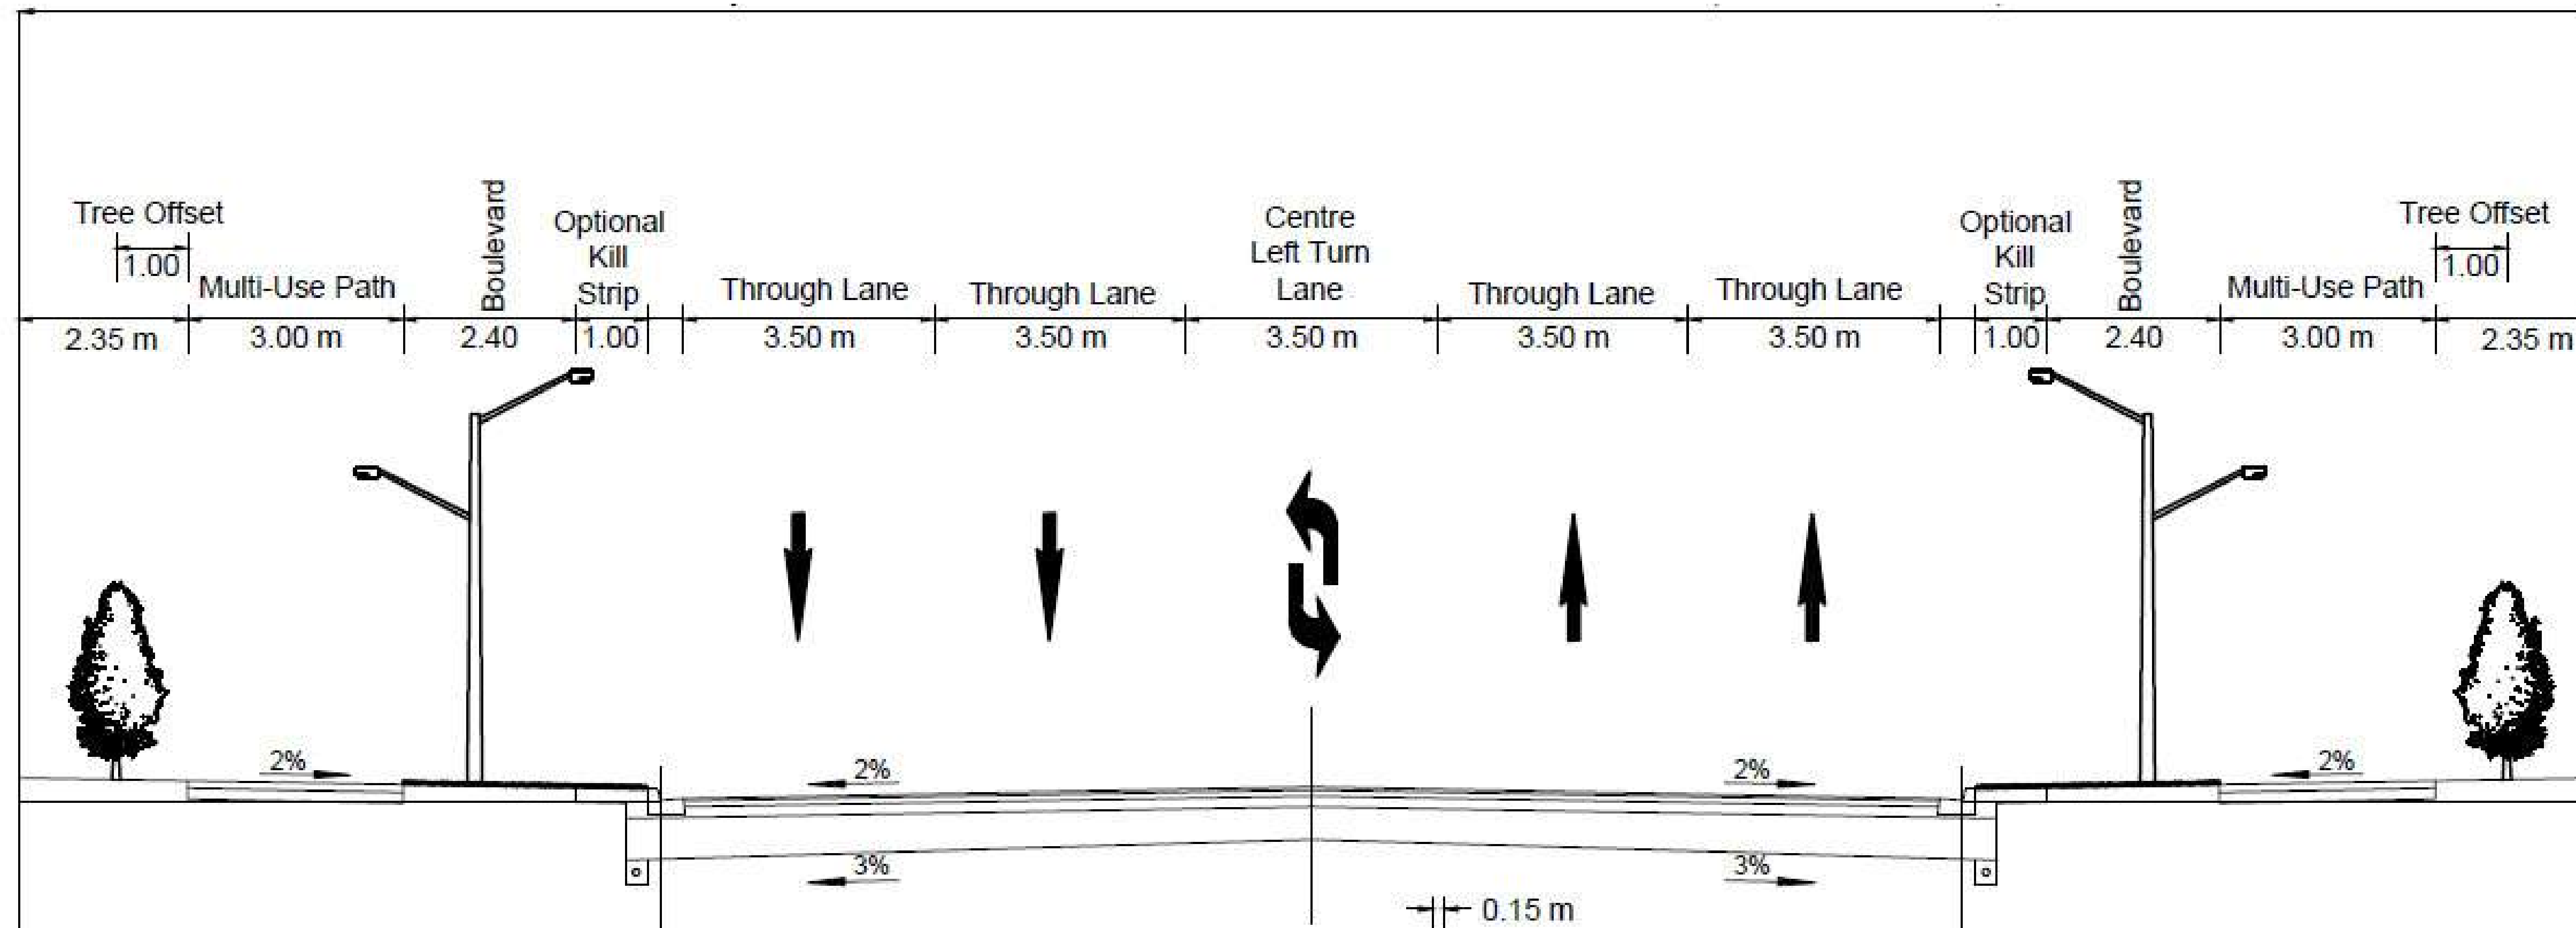 Tree Offset
1.00
Multi-Use Path
Boulevard
Optional
Kill
Strip
Through Lane
Through Lane
Centre
Left Turn
Lane
Through Lane
Through Lane
Optional
Kill
Strip
Boulevard
Multi-Use Path
Tree Offset
1.00
2.35 m
3.00 m
2.40
1.00
3.50 m
3.50 m
3.50 m
3.50 m
3.50 m
1.00
2.40
3.00 m
2.35 m
2%
2%
2%
2%
3%
3%
0.15 m